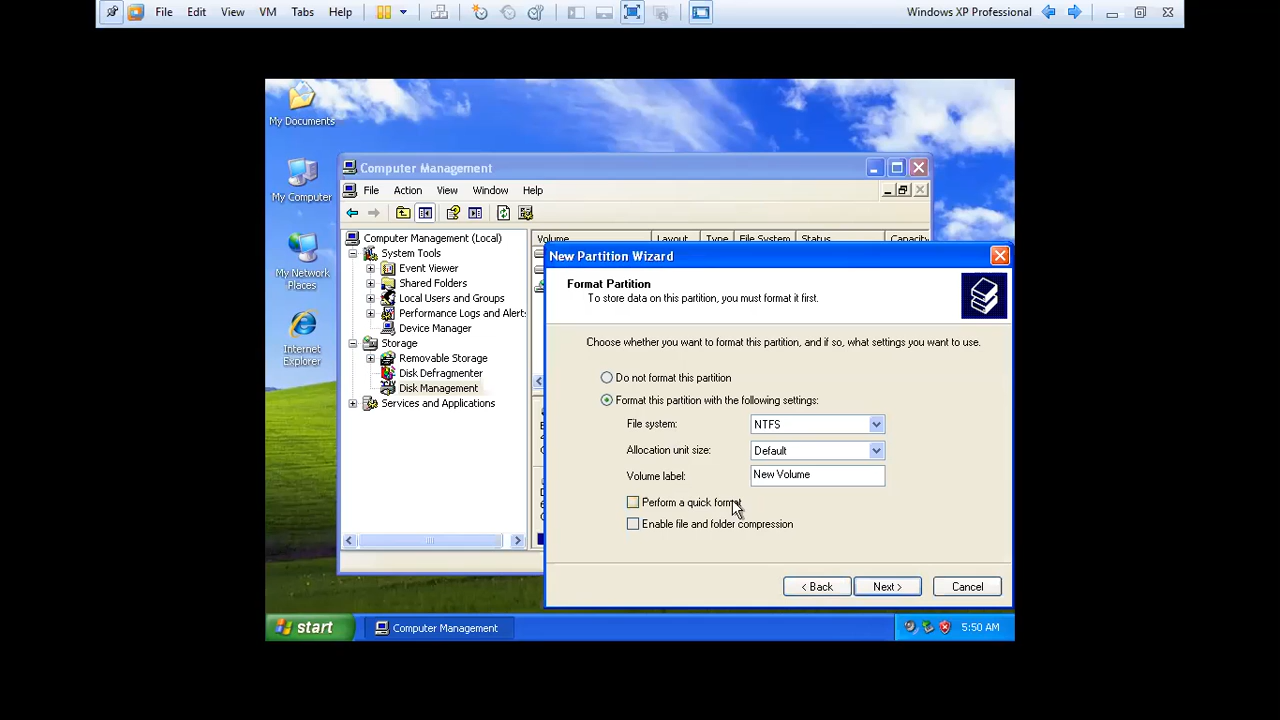 File Edit View VM Tabs Help
Windows XP Professional
My Documents
My Computer
My Network
Places
Internet
Explorer
Computer Management
File Action View Window Help
Computer Management (Local)
System Tools
Event Viewer
Shared Folders
Local Users and Groups
Performance Logs and Alerts
Device Manager
Storage
Removable Storage
Disk Defragmenter
Disk Management
Services and Applications
Volume Layout Type File System Status Capacity
New Partition Wizard
Format Partition
To store data on this partition, you must format it first.
Choose whether you want to format this partition, and if so, what settings you want to use.
Do not format this partition
Format this partition with the following settings:
File system: NTFS
Allocation unit size: Default
Volume label: New Volume
Perform a quick format
Enable file and folder compression
< Back Next > Cancel
start Computer Management 5:50 AM